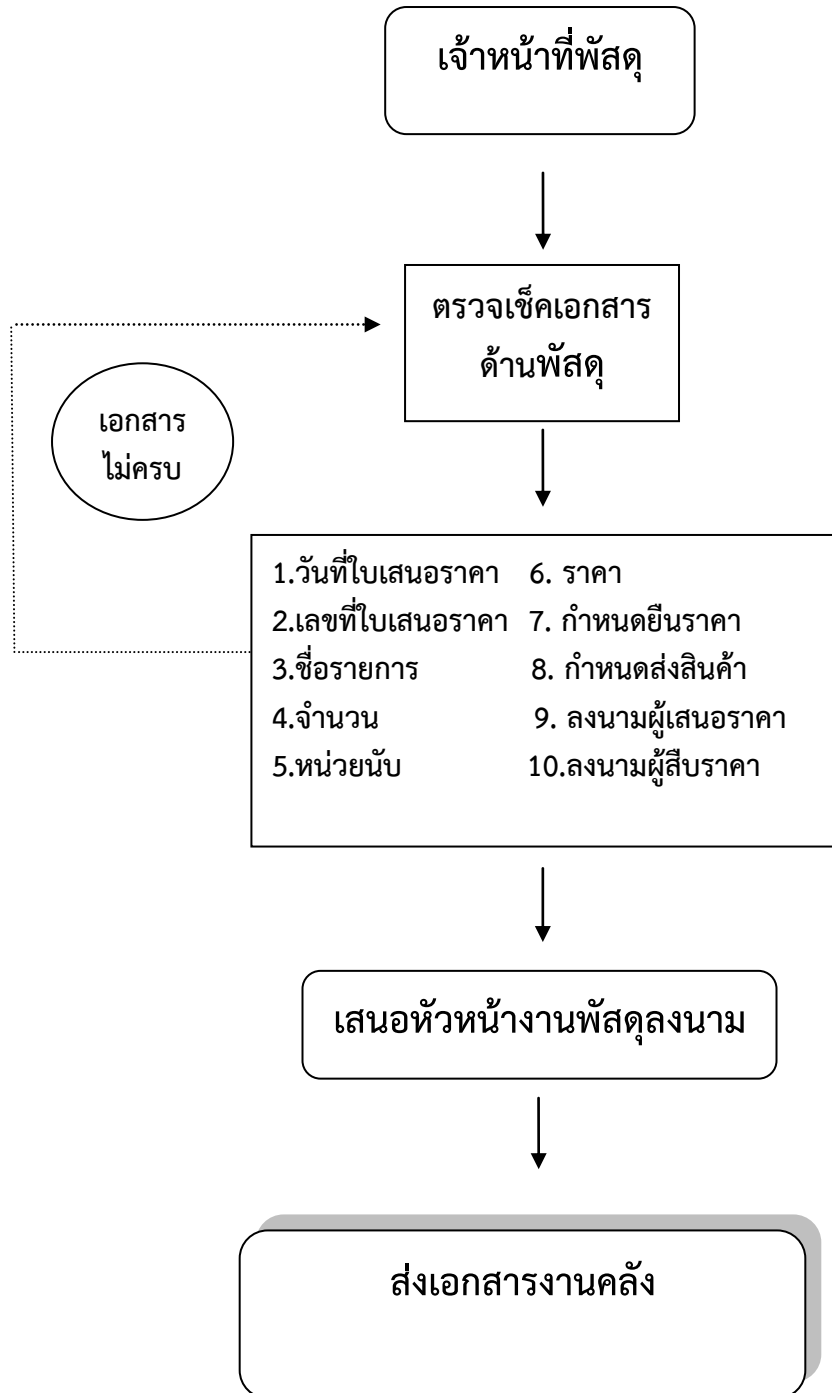 เจ้าหน้าที่พัสดุ
ตรวจเช็คเอกสาร
ด้านพัสดุ
เอกสาร
ไม่ครบ
1.วันที่ใบเสนอราคา 6. ราคา
2.เลขที่ใบเสนอราคา 7. กำหนดยืนราคา
3.ชื่อรายการ 8. กำหนดส่งสินค้า
4.จำนวน 9. ลงนามผู้เสนอราคา
5.หน่วยนับ 10.ลงนามผู้สืบราคา
เสนอหัวหน้างานพัสดุลงนาม
ส่งเอกสารงานคลัง